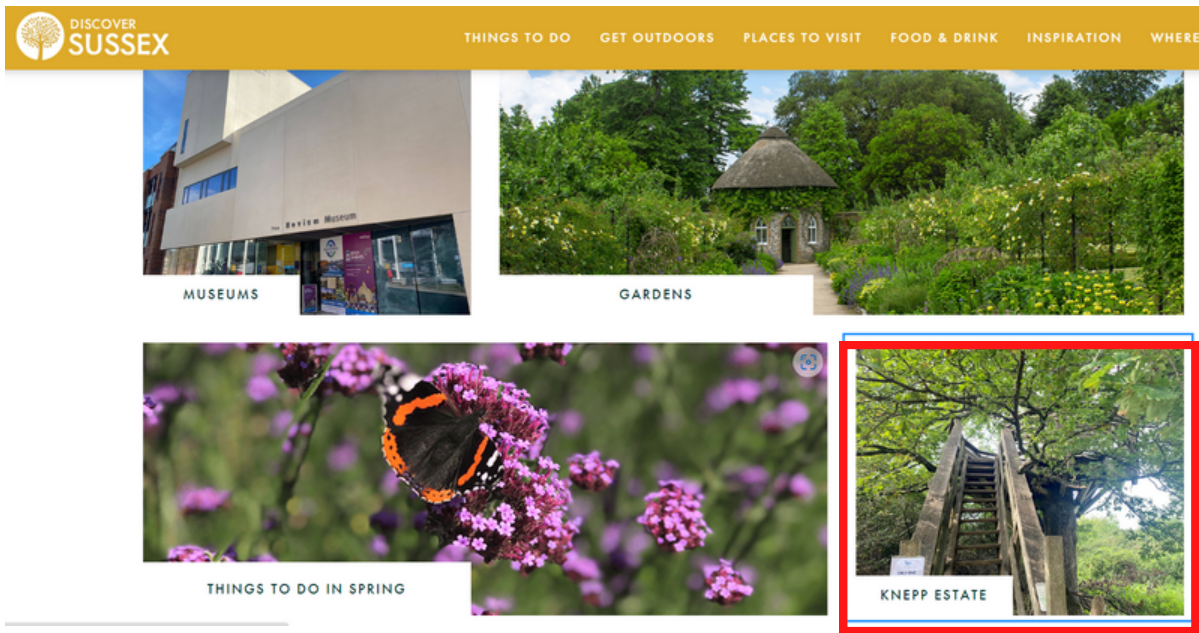 DISCOVER
SUSSEX
THINGS TO DO
GET OUTDOORS
PLACES TO VISIT
FOOD & DRINK
INSPIRATION
WHERE
The Novium Museum
MUSEUMS
GARDENS
THINGS TO DO IN SPRING
KNEPP ESTATE